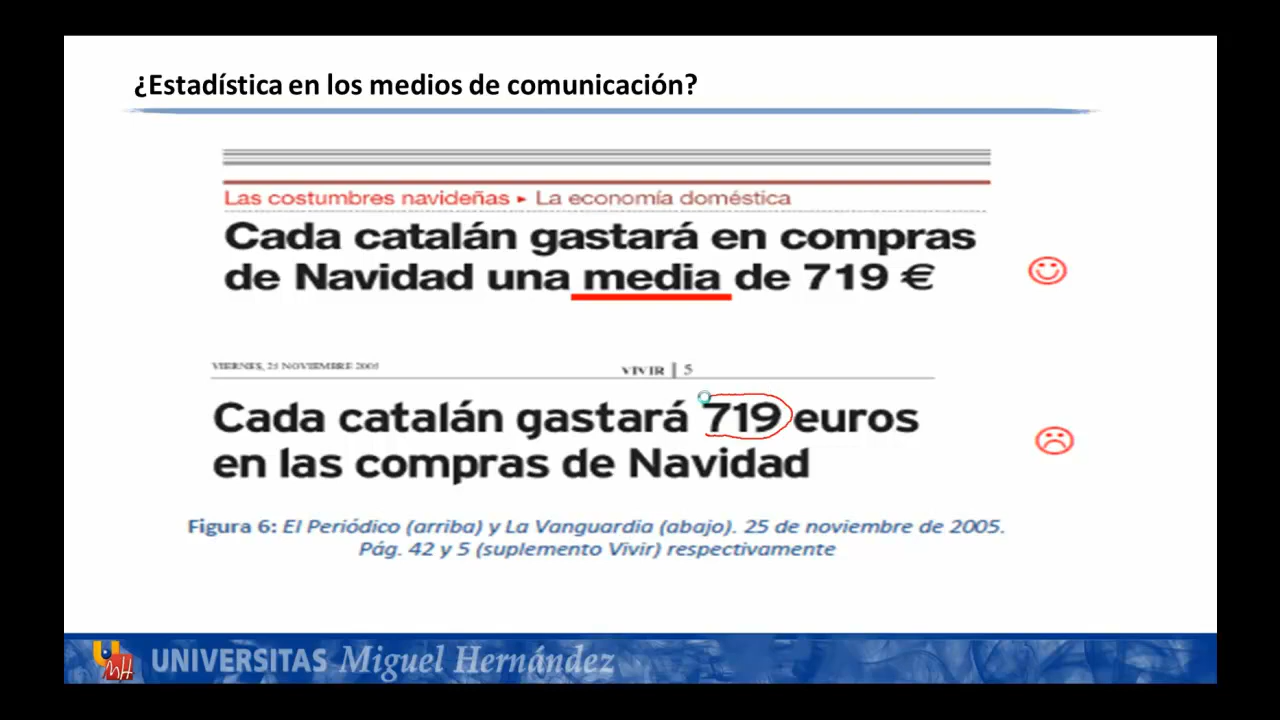 ¿Estadística en los medios de comunicación?
Las costumbres navideñas ▸ La economía doméstica
Cada catalán gastará en compras
de Navidad una media de 719 €
VIERNES, 25 NOVIEMBRE 2005
VIVIR | 5
Cada catalán gastará 719 euros
en las compras de Navidad
Figura 6: El Periódico (arriba) y La Vanguardia (abajo). 25 de noviembre de 2005.
Pág. 42 y 5 (suplemento Vivir) respectivamente
UMH UNIVERSITAS Miguel Hernández